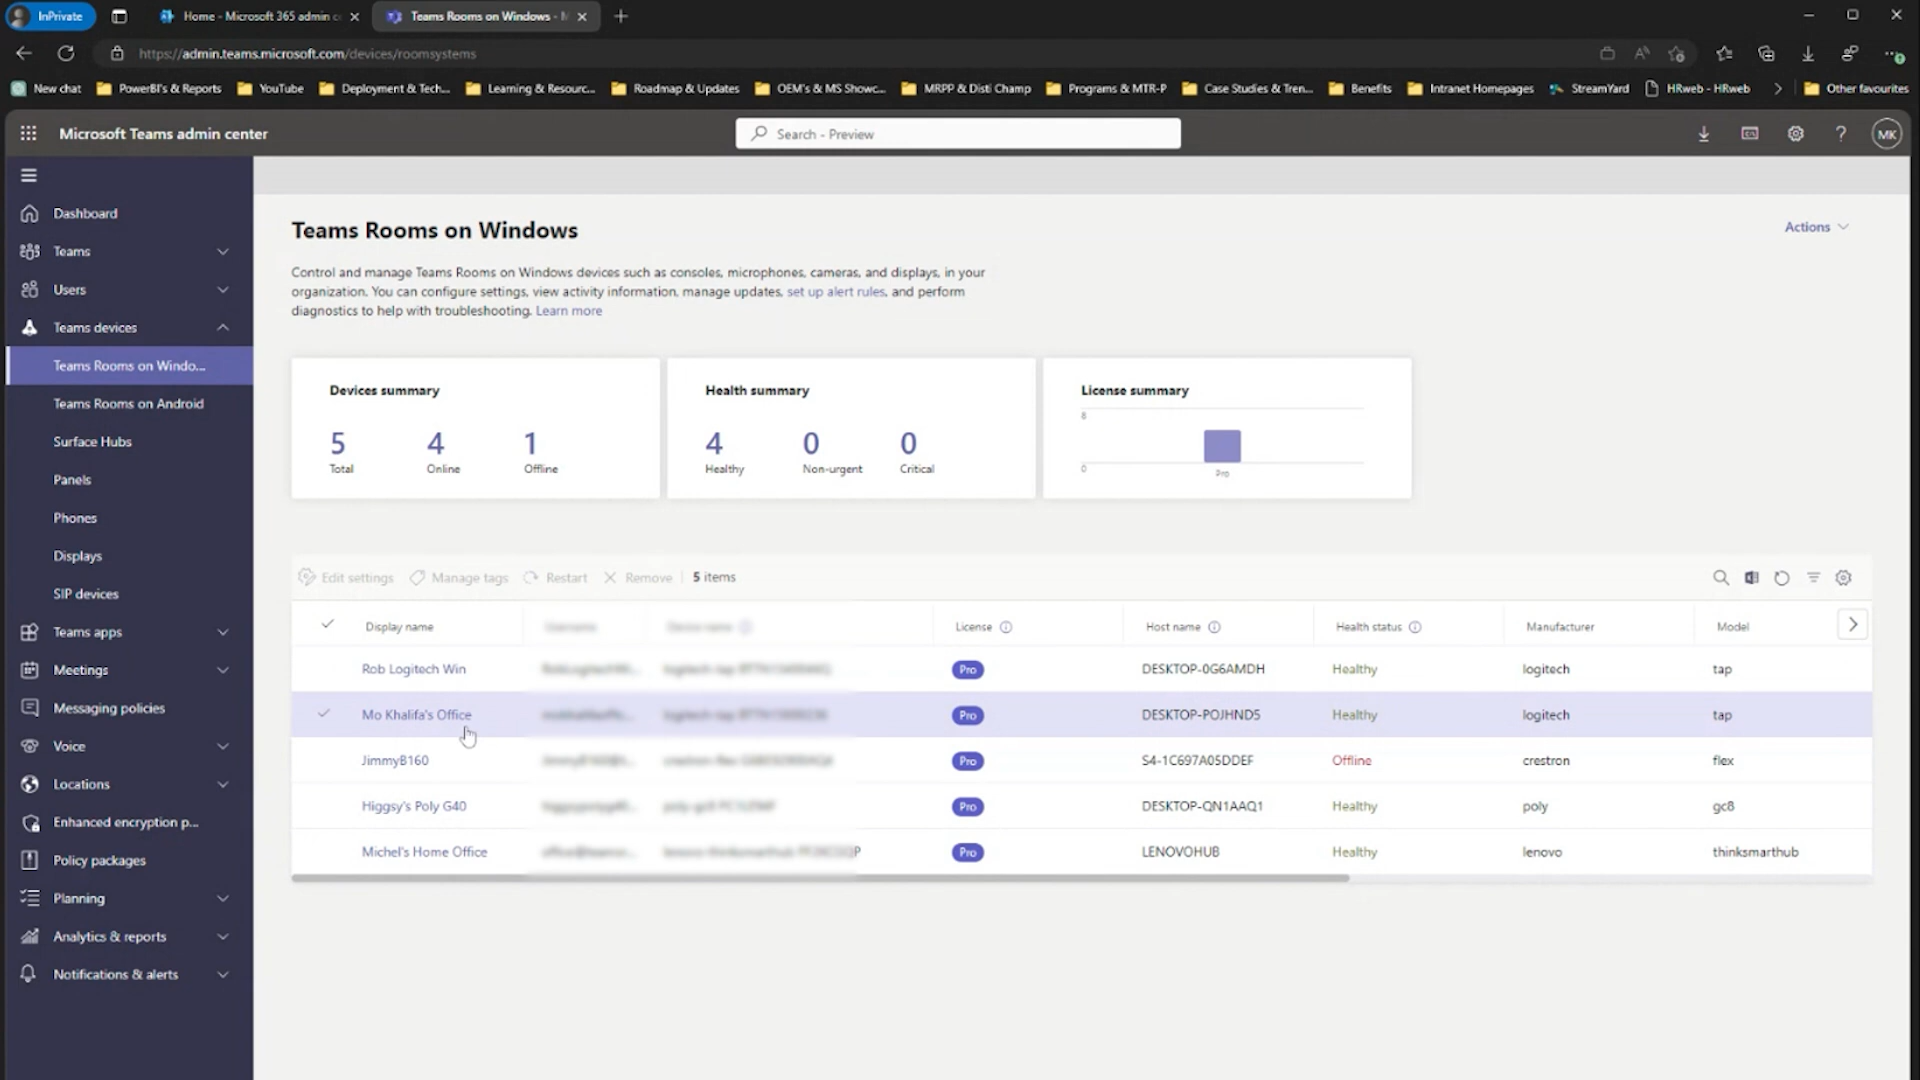 InPrivate
Home - Microsoft 365 admin c
Teams Rooms on Windows - M
https://admin.teams.microsoft.com/devices/roomsystems
New chat PowerBI's & Reports YouTube Deployment & Tech... Learning & Resourc... Roadmap & Updates OEM's & MS Showc... MRPP & Disti Champ Programs & MTR-P Case Studies & Tren... Benefits Intranet Homepages StreamYard HRweb - HRweb Other favourites
Microsoft Teams admin center
Search - Preview
MK
Dashboard
Teams
Users
Teams devices
Teams Rooms on Windo...
Teams Rooms on Android
Surface Hubs
Panels
Phones
Displays
SIP devices
Teams apps
Meetings
Messaging policies
Voice
Locations
Enhanced encryption p...
Policy packages
Planning
Analytics & reports
Notifications & alerts
Teams Rooms on Windows
Actions
Control and manage Teams Rooms on Windows devices such as consoles, microphones, cameras, and displays, in your
organization. You can configure settings, view activity information, manage updates, set up alert rules, and perform
diagnostics to help with troubleshooting. Learn more
Devices summary
5 4 1
Total Online Offline
Health summary
4 0 0
Healthy Non-urgent Critical
License summary
8
0
Pro
Edit settings Manage tags Restart Remove 5 items
Display name License Host name Health status Manufacturer Model
Rob Logitech Win Pro DESKTOP-0G6AMDH Healthy logitech tap
Mo Khalifa's Office Pro DESKTOP-POJHND5 Healthy logitech tap
JimmyB160 Pro S4-1C697A05DDEF Offline crestron flex
Higgsy's Poly G40 Pro DESKTOP-QN1AAQ1 Healthy poly gc8
Michel's Home Office Pro LENOVOHUB Healthy lenovo thinksmarthub